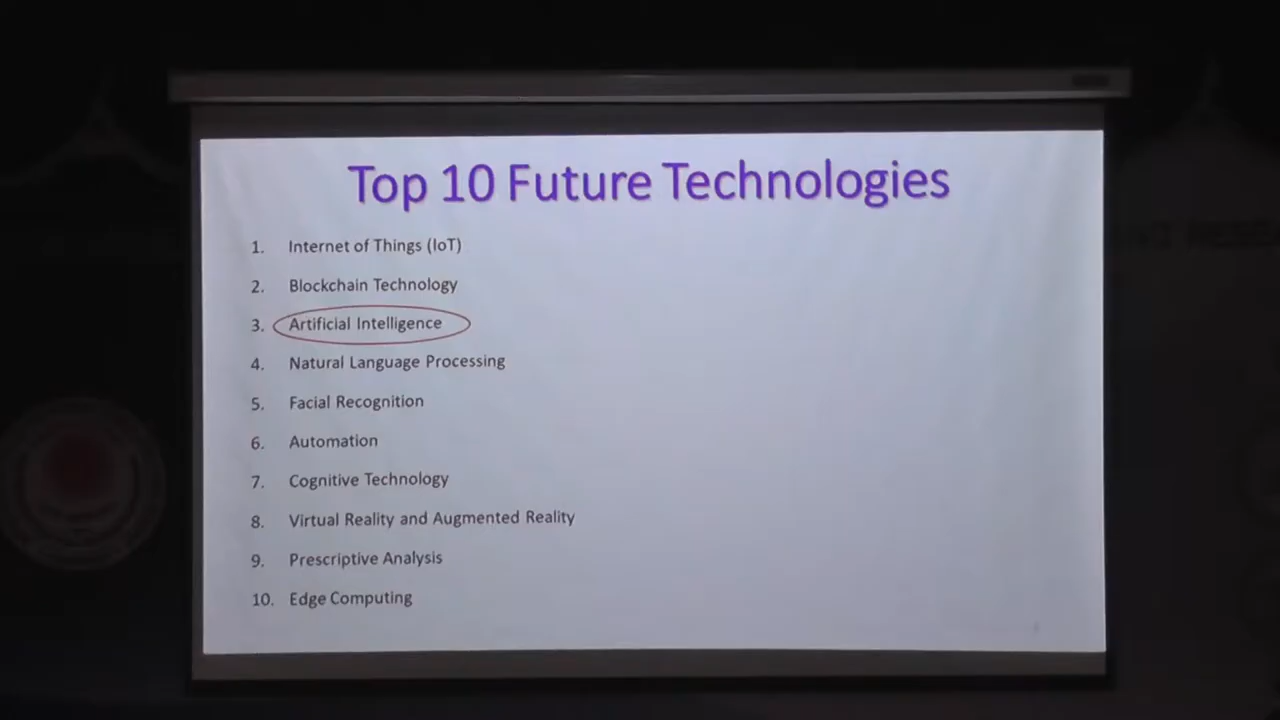 Top 10 Future Technologies
1. Internet of Things (IoT)
2. Blockchain Technology
3. Artificial Intelligence
4. Natural Language Processing
5. Facial Recognition
6. Automation
7. Cognitive Technology
8. Virtual Reality and Augmented Reality
9. Prescriptive Analysis
10. Edge Computing